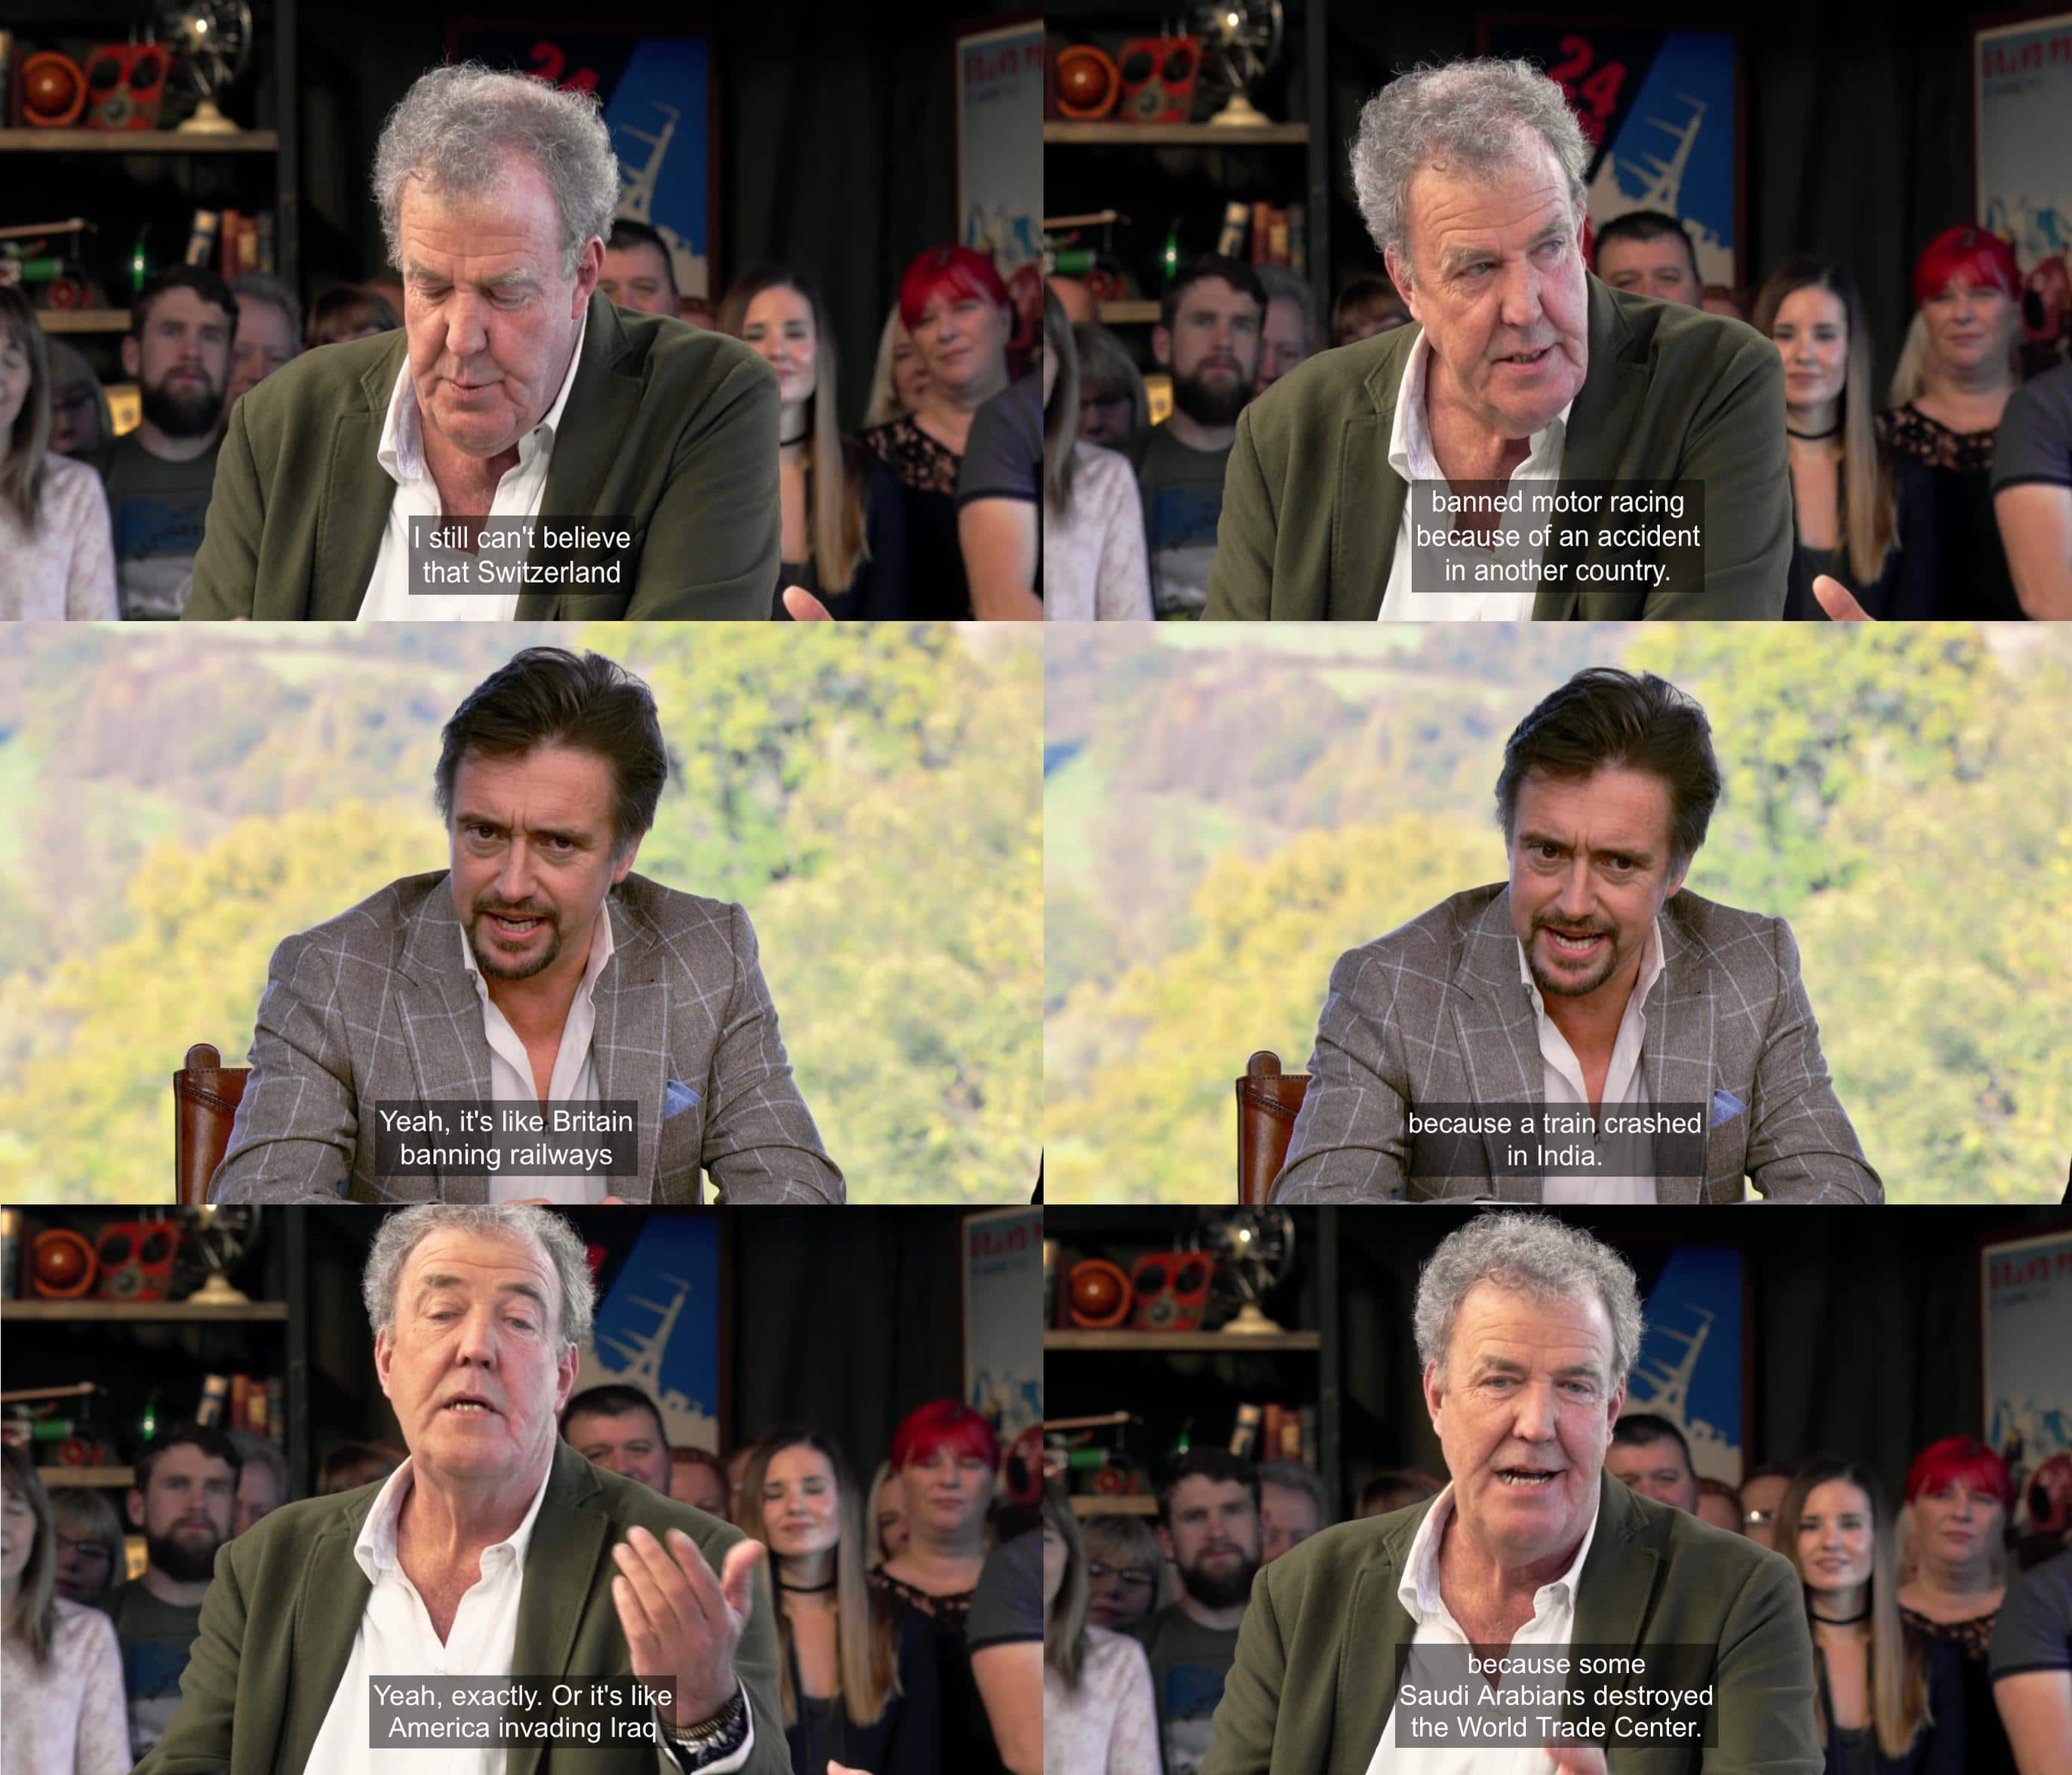 24
I still can't believe
that Switzerland
24
banned motor racing
because of an accident
in another country.
Yeah, it's like Britain
banning railways
because a train crashed
in India.
Yeah, exactly. Or it's like
America invading Iraq
because some
Saudi Arabians destroyed
the World Trade Center.